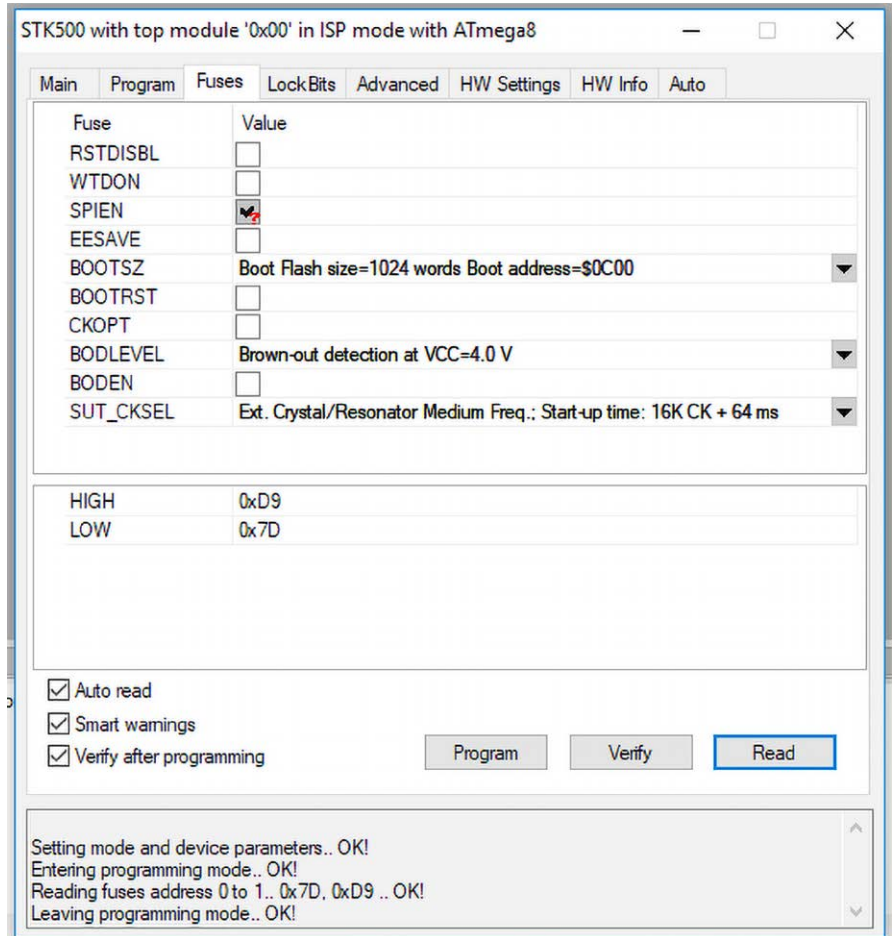 STK500 with top module '0x00' in ISP mode with ATmega8
Main Program Fuses LockBits Advanced HW Settings HW Info Auto
Fuse Value
RSTDISBL
WTDON
SPIEN
EESAVE
BOOTSZ Boot Flash size=1024 words Boot address=$0C00
BOOTRST
CKOPT
BODLEVEL Brown-out detection at VCC=4.0 V
BODEN
SUT_CKSEL Ext. Crystal/Resonator Medium Freq.; Start-up time: 16K CK + 64 ms
HIGH 0xD9
LOW 0x7D
Auto read
Smart warnings
Verify after programming
Program Verify Read
Setting mode and device parameters.. OK!
Entering programming mode.. OK!
Reading fuses address 0 to 1.. 0x7D, 0xD9 .. OK!
Leaving programming mode.. OK!